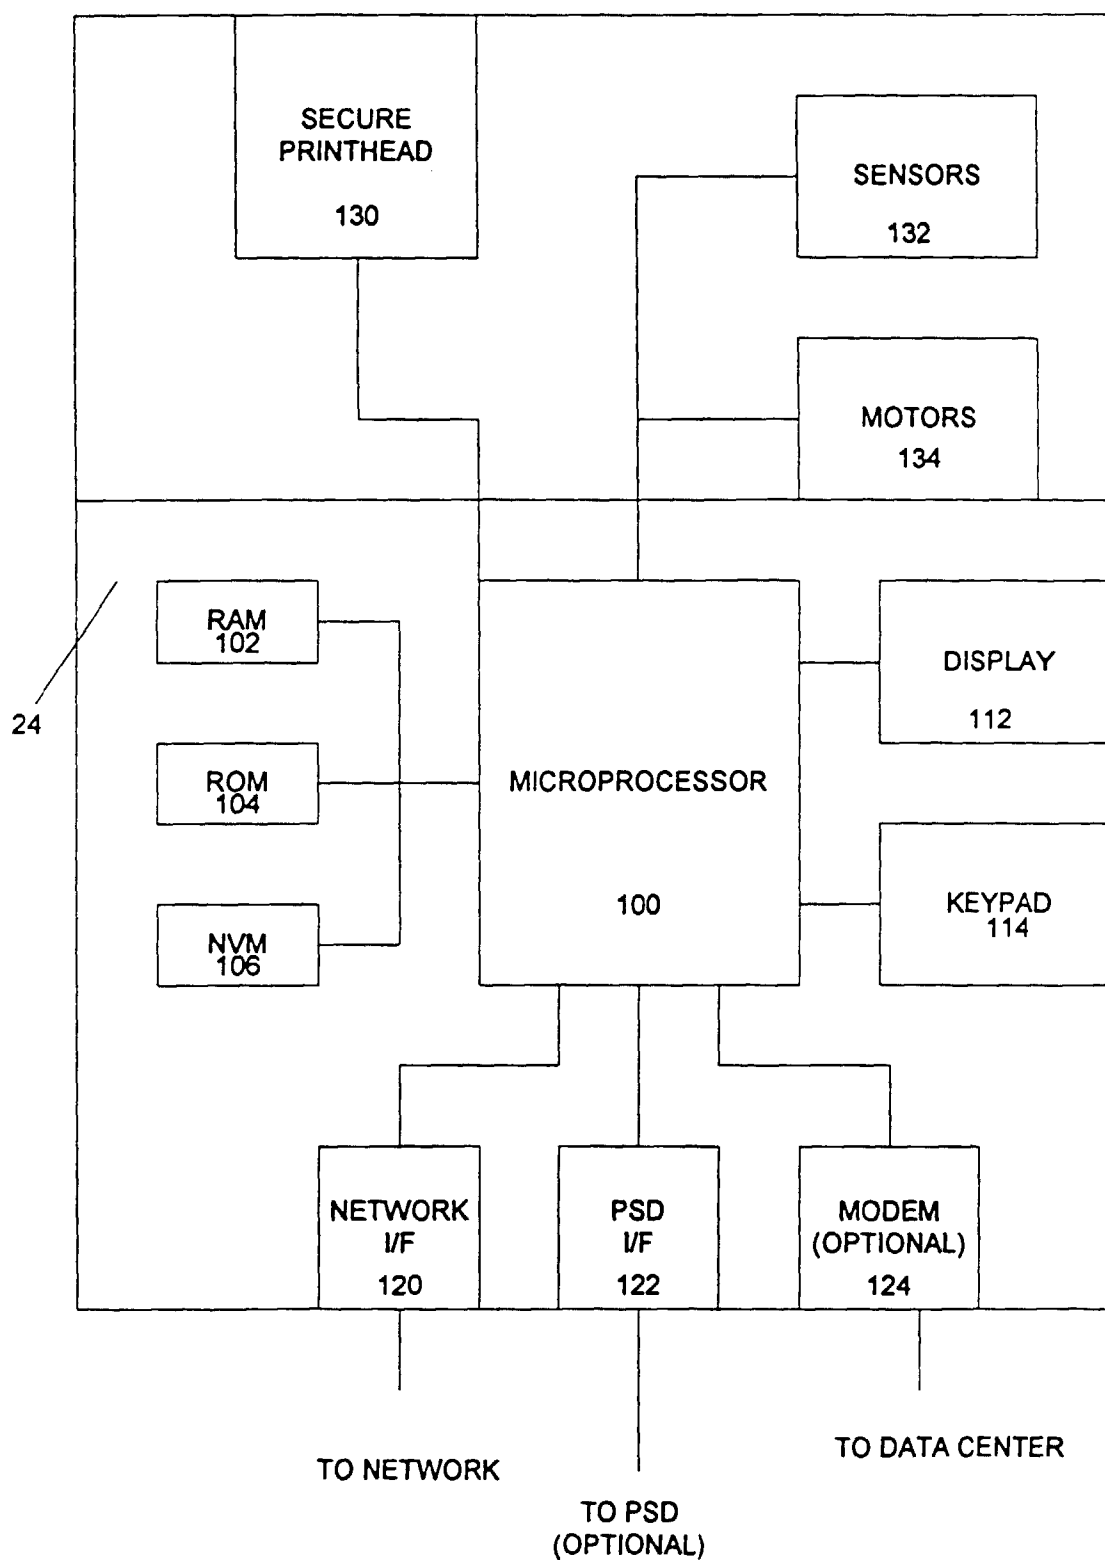 SECURE
PRINTHEAD
130
SENSORS
132
MOTORS
134
24
RAM
102
ROM
104
NVM
106
MICROPROCESSOR
100
DISPLAY
112
KEYPAD
114
NETWORK
I/F
120
PSD
I/F
122
MODEM
(OPTIONAL)
124
TO NETWORK
TO PSD
(OPTIONAL)
TO DATA CENTER